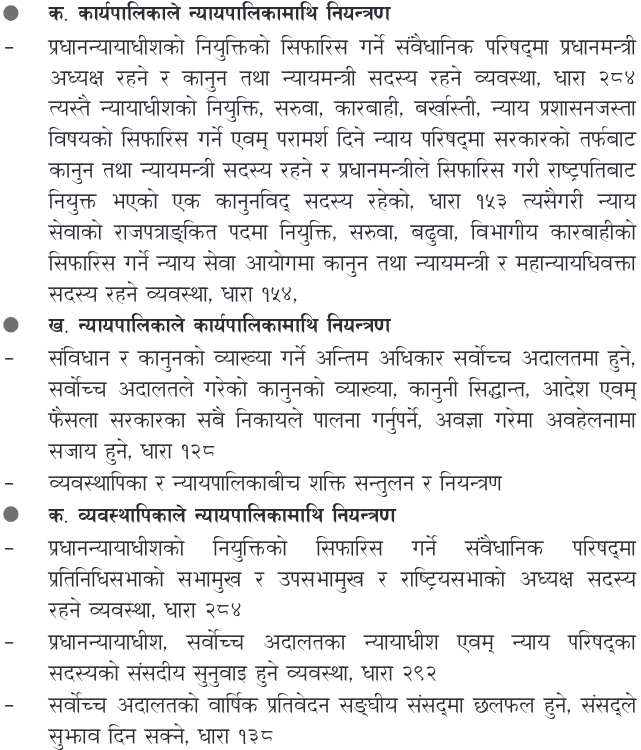 ● क. कार्यपालिकाले न्यायपालिकामाथि नियन्त्रण
– प्रधानन्यायाधीशको नियुक्तिको सिफारिस गर्ने संवैधानिक परिषद्‌मा प्रधानमन्त्री
अध्यक्ष रहने र कानुन तथा न्यायमन्त्री सदस्य रहने व्यवस्था, धारा २८४
त्यस्तै न्यायाधीशको नियुक्ति, सरुवा, कारबाही, बर्खास्ती, न्याय प्रशासनजस्ता
विषयको सिफारिस गर्ने एवम् परामर्श दिने न्याय परिषद्‌मा सरकारको तर्फबाट
कानुन तथा न्यायमन्त्री सदस्य रहने र प्रधानमन्त्रीले सिफारिस गरी राष्ट्रपतिबाट
नियुक्त भएको एक कानुनविद् सदस्य रहेको, धारा १५३ त्यसैगरी न्याय
सेवाको राजपत्राङ्कित पदमा नियुक्ति, सरुवा, बढुवा, विभागीय कारबाहीको
सिफारिस गर्ने न्याय सेवा आयोगमा कानुन तथा न्यायमन्त्री र महान्यायधिवक्ता
सदस्य रहने व्यवस्था, धारा १५४,
● ख. न्यायपालिकाले कार्यपालिकामाथि नियन्त्रण
– संविधान र कानुनको व्याख्या गर्ने अन्तिम अधिकार सर्वोच्च अदालतमा हुने,
सर्वोच्च अदालतले गरेको कानुनको व्याख्या, कानुनी सिद्धान्त, आदेश एवम्
फैसला सरकारका सबै निकायले पालना गर्नुपर्ने, अवज्ञा गरेमा अवहेलनामा
सजाय हुने, धारा १२८
– व्यवस्थापिका र न्यायपालिकाबीच शक्ति सन्तुलन र नियन्त्रण
● क. व्यवस्थापिकाले न्यायपालिकामाथि नियन्त्रण
– प्रधानन्यायाधीशको नियुक्तिको सिफारिस गर्ने संवैधानिक परिषद्‌मा
प्रतिनिधिसभाको सभामुख र उपसभामुख र राष्ट्रियसभाको अध्यक्ष सदस्य
रहने व्यवस्था, धारा २८४
– प्रधानन्यायाधीश, सर्वोच्च अदालतका न्यायाधीश एवम् न्याय परिषद्‌का
सदस्यको संसदीय सुनुवाइ हुने व्यवस्था, धारा २९२
– सर्वोच्च अदालतको वार्षिक प्रतिवेदन सङ्घीय संसद्‌मा छलफल हुने, संसद्‌ले
सुझाव दिन सक्ने, धारा १३८